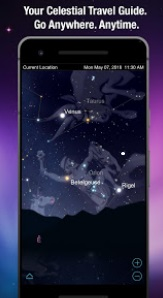 Your Celestial Travel Guide.
Go Anywhere. Anytime.
Current Location Mon May 07, 2018 11:30 AM
Taurus
Venus
Orion
Betelgeuse
Rigel